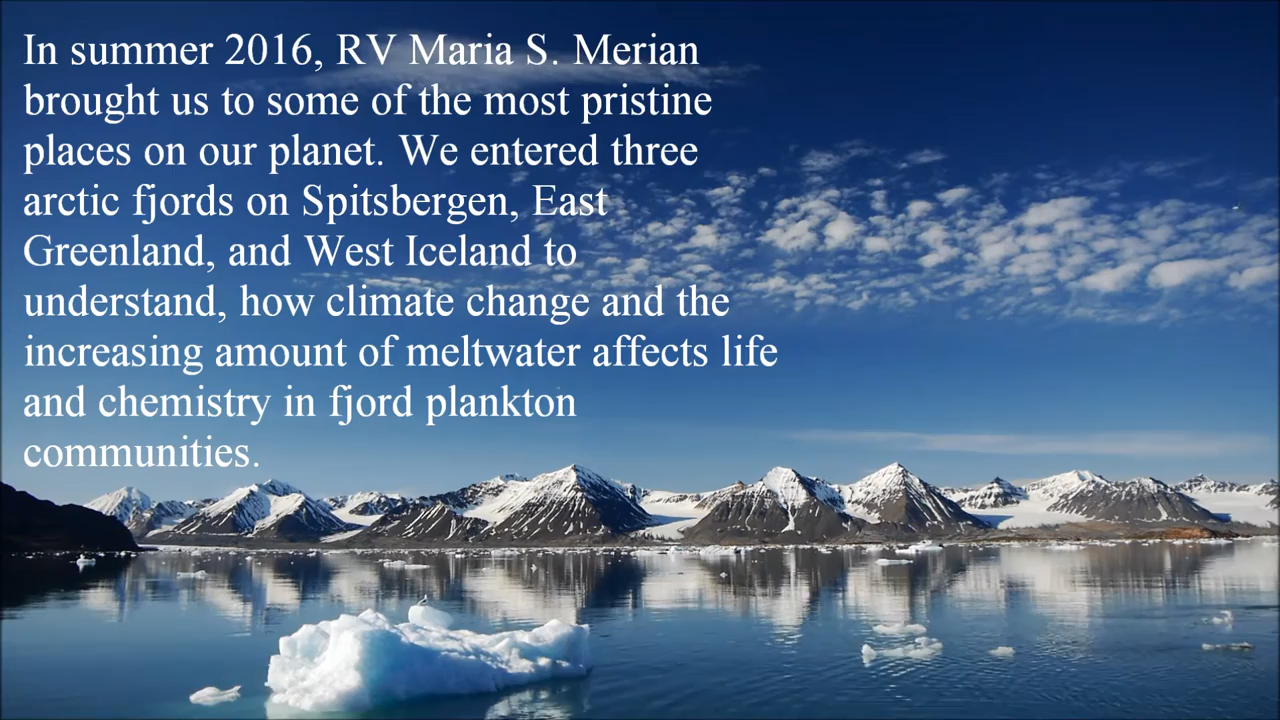 In summer 2016, RV Maria S. Merian
brought us to some of the most pristine
places on our planet. We entered three
arctic fjords on Spitsbergen, East
Greenland, and West Iceland to
understand, how climate change and the
increasing amount of meltwater affects life
and chemistry in fjord plankton
communities.